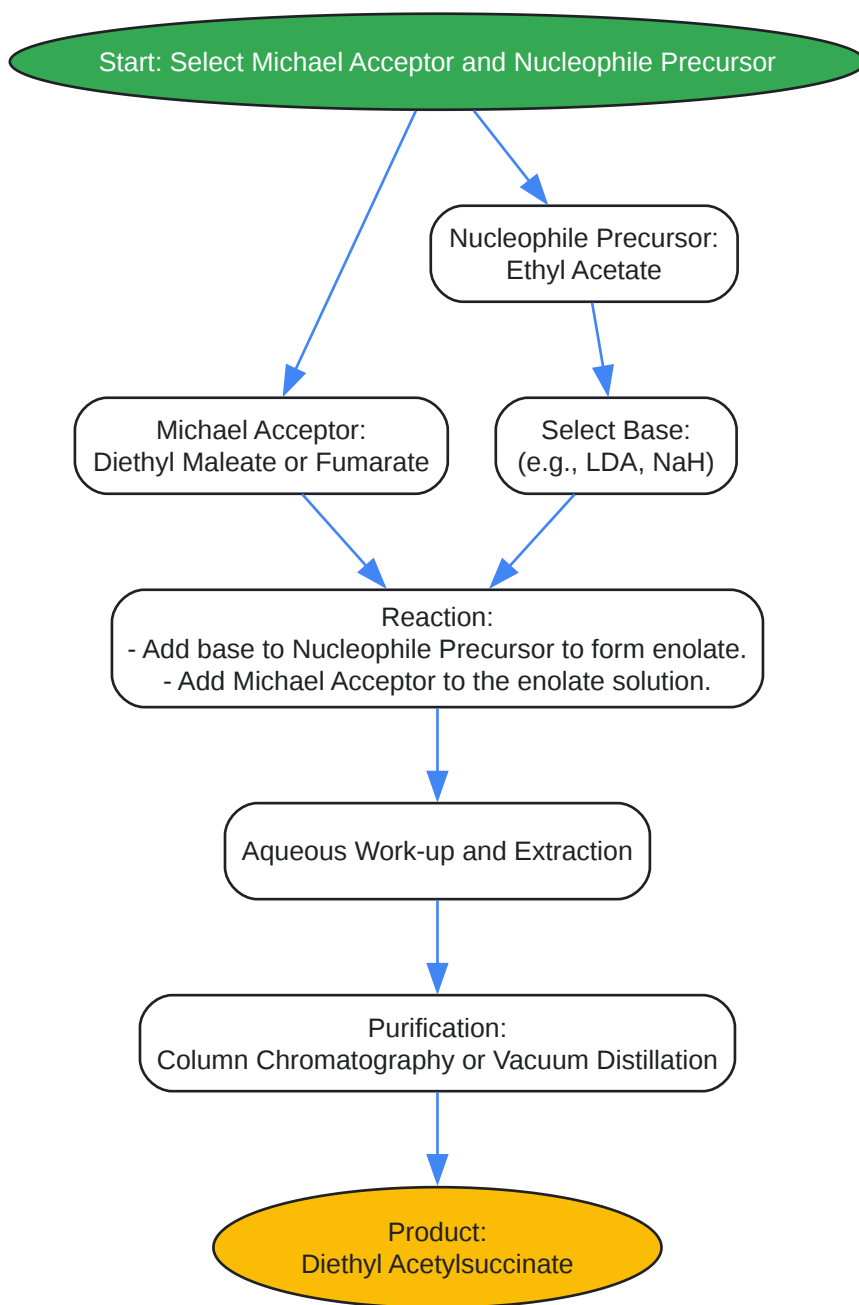 Start: Select Michael Acceptor and Nucleophile Precursor
Nucleophile Precursor:
Ethyl Acetate
Michael Acceptor:
Diethyl Maleate or Fumarate
Select Base:
(e.g., LDA, NaH)
Reaction:
- Add base to Nucleophile Precursor to form enolate.
- Add Michael Acceptor to the enolate solution.
Aqueous Work-up and Extraction
Purification:
Column Chromatography or Vacuum Distillation
Product:
Diethyl Acetylsuccinate